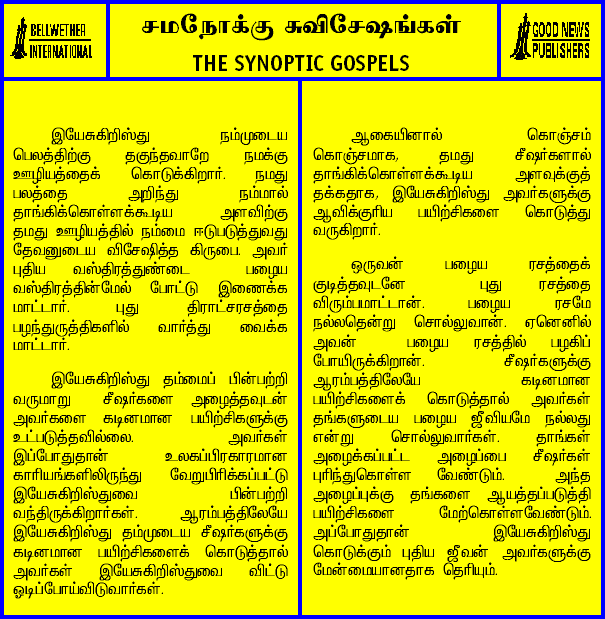 BELLWETHER
INTERNATIONAL
சமநோக்கு சுவிசேஷங்கள்
THE SYNOPTIC GOSPELS
GOOD NEWS
PUBLISHERS
இயேசுகிறிஸ்து நம்முடைய
பெலத்திற்கு தகுந்தவாறே நமக்கு
ஊழியத்தைக் கொடுக்கிறார். நமது
பலத்தை அறிந்து நம்மால்
தாங்கிக்கொள்ளக்கூடிய அளவிற்கு
தமது ஊழியத்தில் நம்மை ஈடுபடுத்துவது
தேவனுடைய விசேஷித்த கிருபை. அவர்
புதிய வஸ்திரத்துண்டை பழைய
வஸ்திரத்தின்மேல் போட்டு இணைக்க
மாட்டார். புது திராட்சரசத்தை
பழந்துருத்திகளில் வார்த்து வைக்க
மாட்டார்.
இயேசுகிறிஸ்து தம்மைப் பின்பற்றி
வருமாறு சீஷர்களை அழைத்தவுடன்
அவர்களை கடினமான பயிற்சிகளுக்கு
உட்படுத்தவில்லை. அவர்கள்
இப்போதுதான் உலகப்பிரகாரமான
காரியங்களிலிருந்து வேறுபிரிக்கப்பட்டு
இயேசுகிறிஸ்துவை பின்பற்றி
வந்திருக்கிறார்கள். ஆரம்பத்திலேயே
இயேசுகிறிஸ்து தம்முடைய சீஷர்களுக்கு
கடினமான பயிற்சிகளைக் கொடுத்தால்
அவர்கள் இயேசுகிறிஸ்துவை விட்டு
ஓடிப்போய்விடுவார்கள்.
ஆகையினால் கொஞ்சம்
கொஞ்சமாக, தமது சீஷர்களால்
தாங்கிக்கொள்ளக்கூடிய அளவுக்குத்
தக்கதாக, இயேசுகிறிஸ்து அவர்களுக்கு
ஆவிக்குரிய பயிற்சிகளை கொடுத்து
வருகிறார்.
ஒருவன் பழைய ரசத்தைக்
குடித்தவுடனே புது ரசத்தை
விரும்பமாட்டான். பழைய ரசமே
நல்லதென்று சொல்லுவான். ஏனெனில்
அவன் பழைய ரசத்தில் பழகிப்
போயிருக்கிறான். சீஷர்களுக்கு
ஆரம்பத்திலேயே கடினமான
பயிற்சிகளைக் கொடுத்தால் அவர்கள்
தங்களுடைய பழைய ஜீவியமே நல்லது
என்று சொல்லுவார்கள். தாங்கள்
அழைக்கப்பட்ட அழைப்பை சீஷர்கள்
புரிந்துகொள்ள வேண்டும். அந்த
அழைப்புக்கு தங்களை ஆயத்தப்படுத்தி
பயிற்சிகளை மேற்கொள்ளவேண்டும்.
அப்போதுதான் இயேசுகிறிஸ்து
கொடுக்கும் புதிய ஜீவன் அவர்களுக்கு
மேன்மையானதாக தெரியும்.